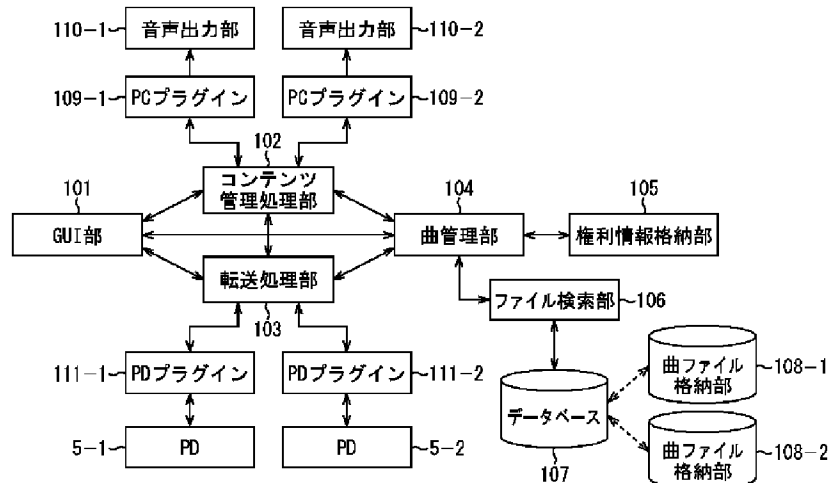 110-1 音声出力部 音声出力部 110-2
109-1 PCプラグイン PCプラグイン 109-2
102
コンテンツ
管理処理部
101 104 105
GUI部 曲管理部 権利情報格納部
転送処理部
103
ファイル検索部 106
111-1 PDプラグイン PDプラグイン 111-2
曲ファイル
格納部 108-1
データベース
107
5-1 PD PD 5-2
曲ファイル
格納部 108-2